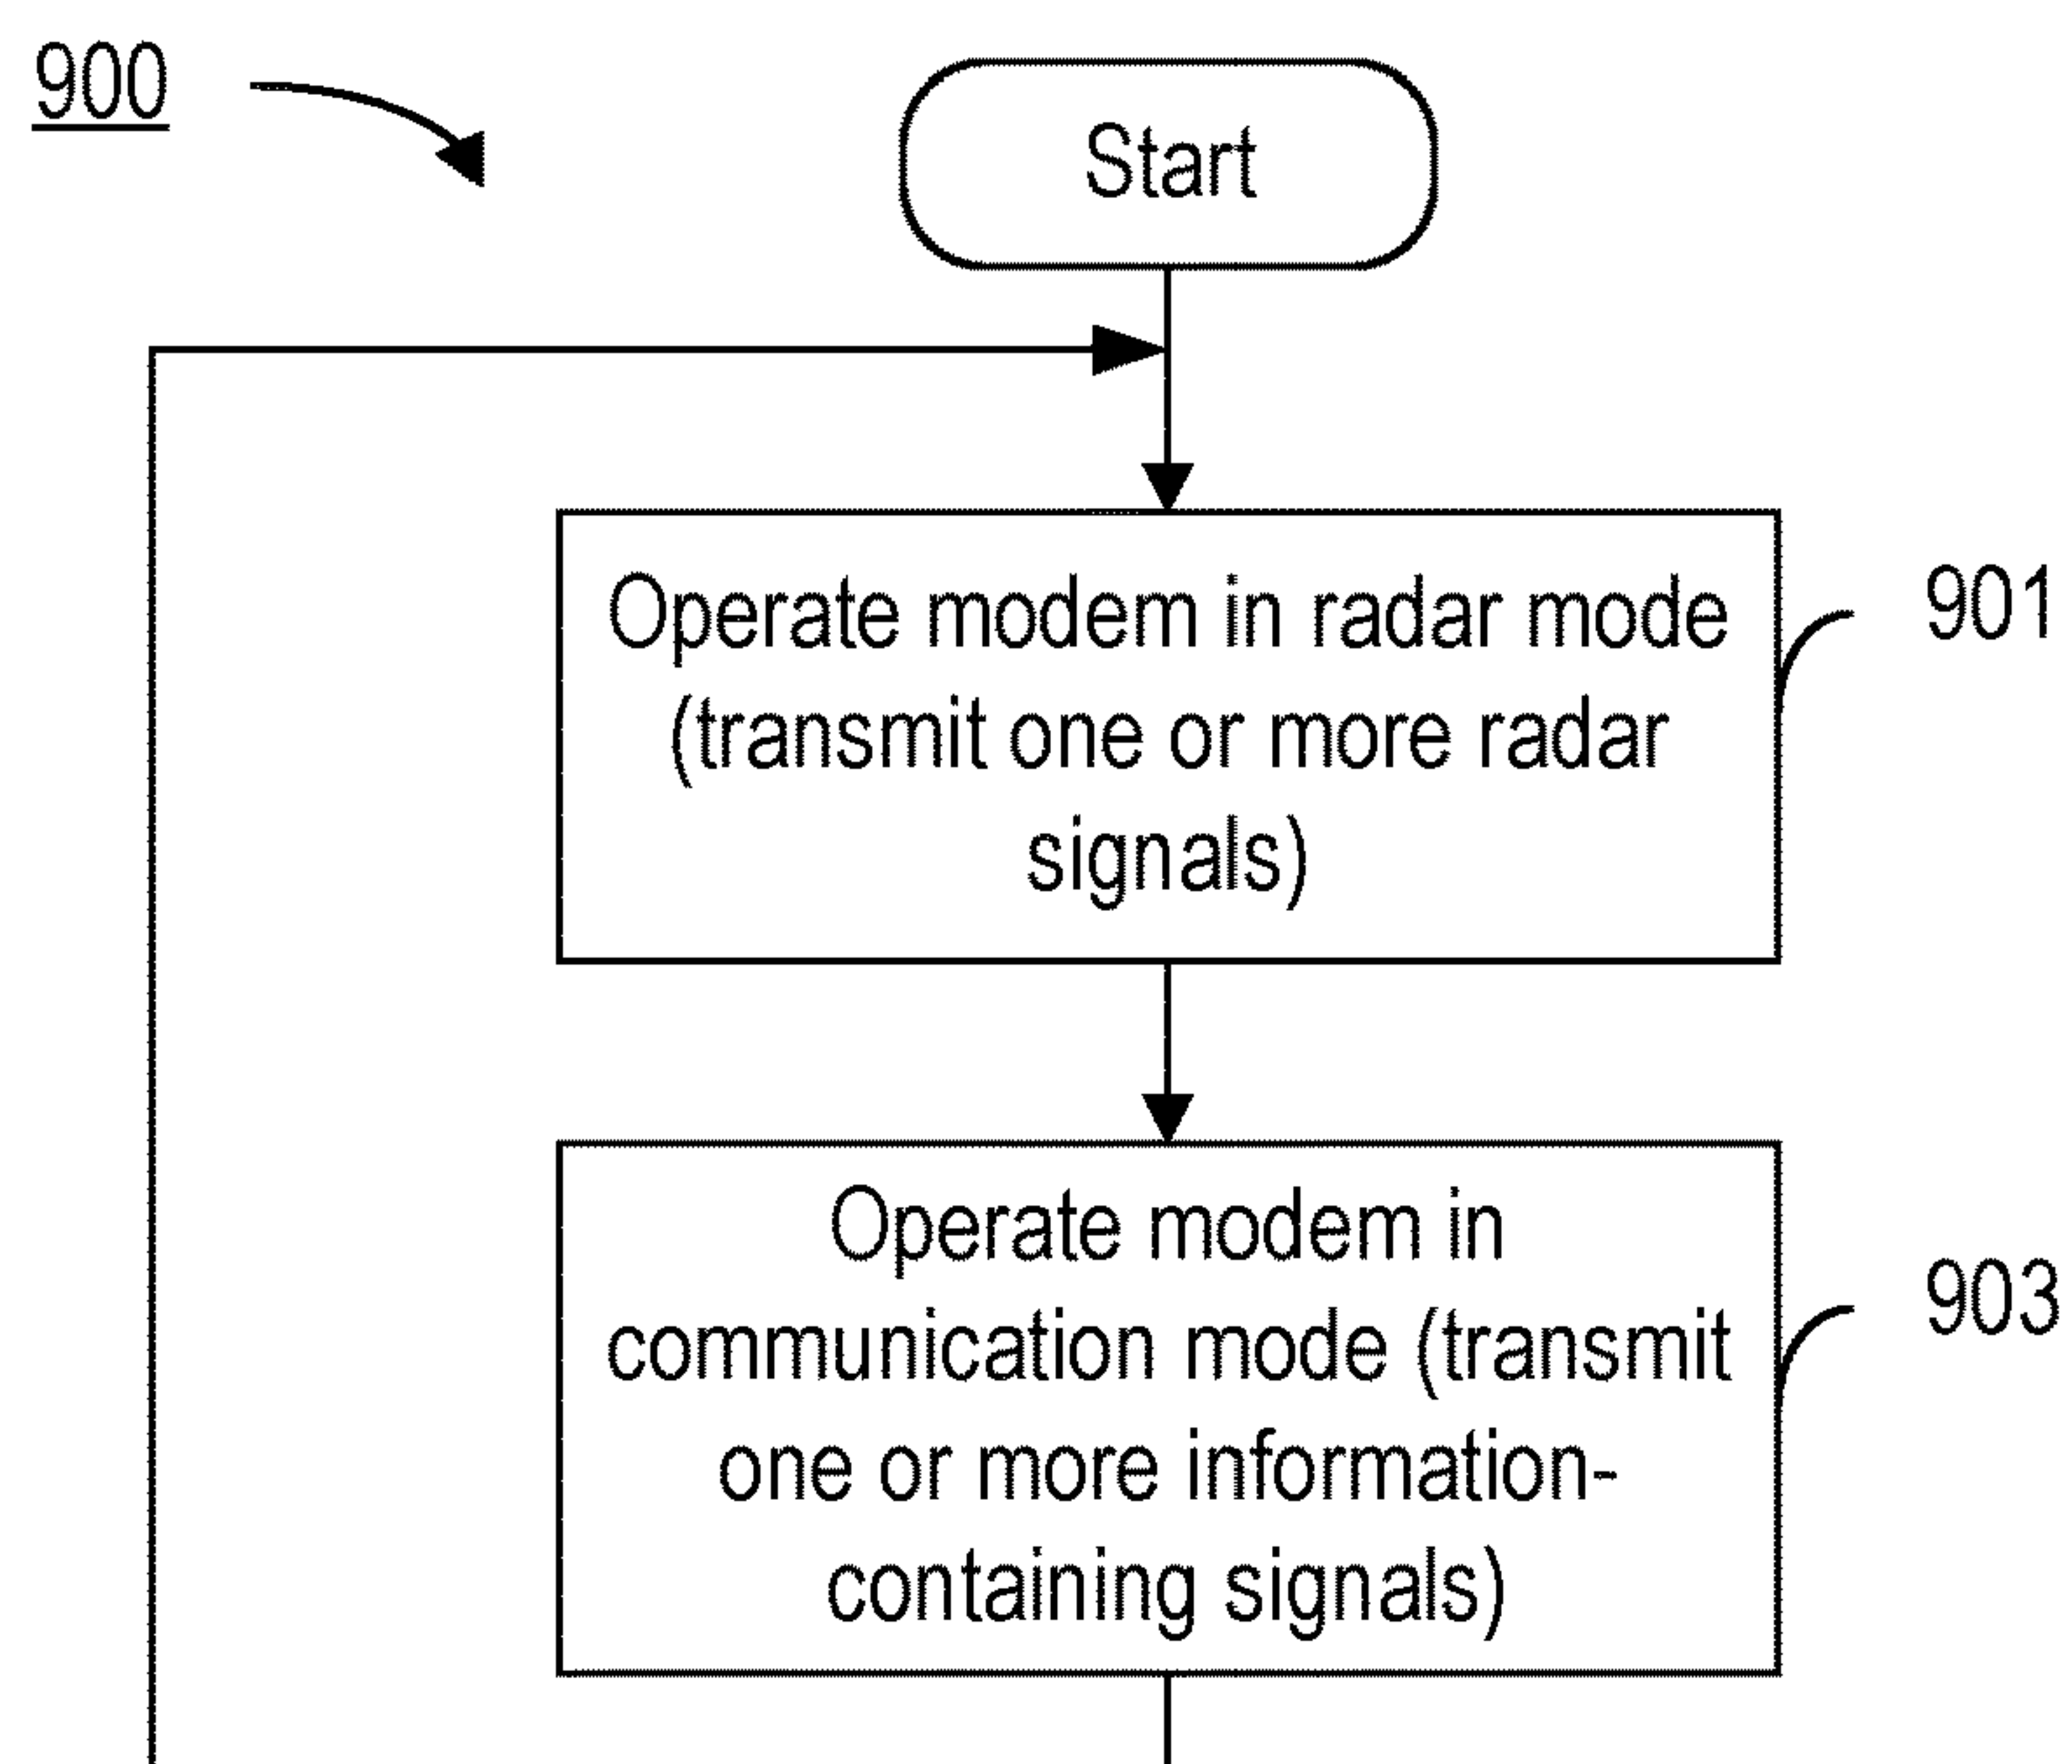 900
Start
Operate modem in radar mode
(transmit one or more radar
signals)
901
Operate modem in
communication mode (transmit
one or more information-
containing signals)
903